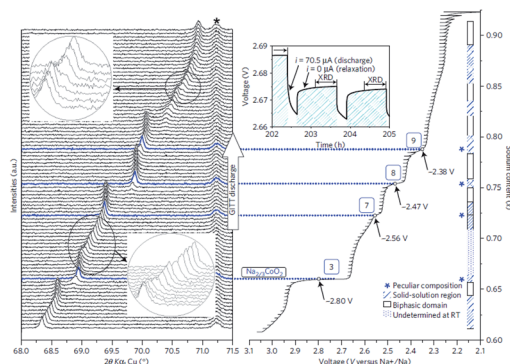 *
Intensities (a.u.)
GITT discharge
68.0 68.5 69.0 69.5 70.0 70.5 71.0 71.5
2θ Kα, Cu (°)
2.69
2.68
2.67
2.66
Voltage (V)
i = 70.5 µA (discharge)
i = 0 µA (relaxation)
XRD
XRD
202 203 204 205
Time (h)
9
~2.38 V
8
~2.47 V
7
~2.56 V
3
~2.80 V
* Peculiar composition
Solid-solution region
Biphasic domain
Undetermined at RT
3.1 3.0 2.9 2.8 2.7 2.6 2.5 2.4 2.3 2.2 2.1
Voltage (V versus Na+/Na)
0.90
0.85
0.80
0.75
0.70
0.65
0.60